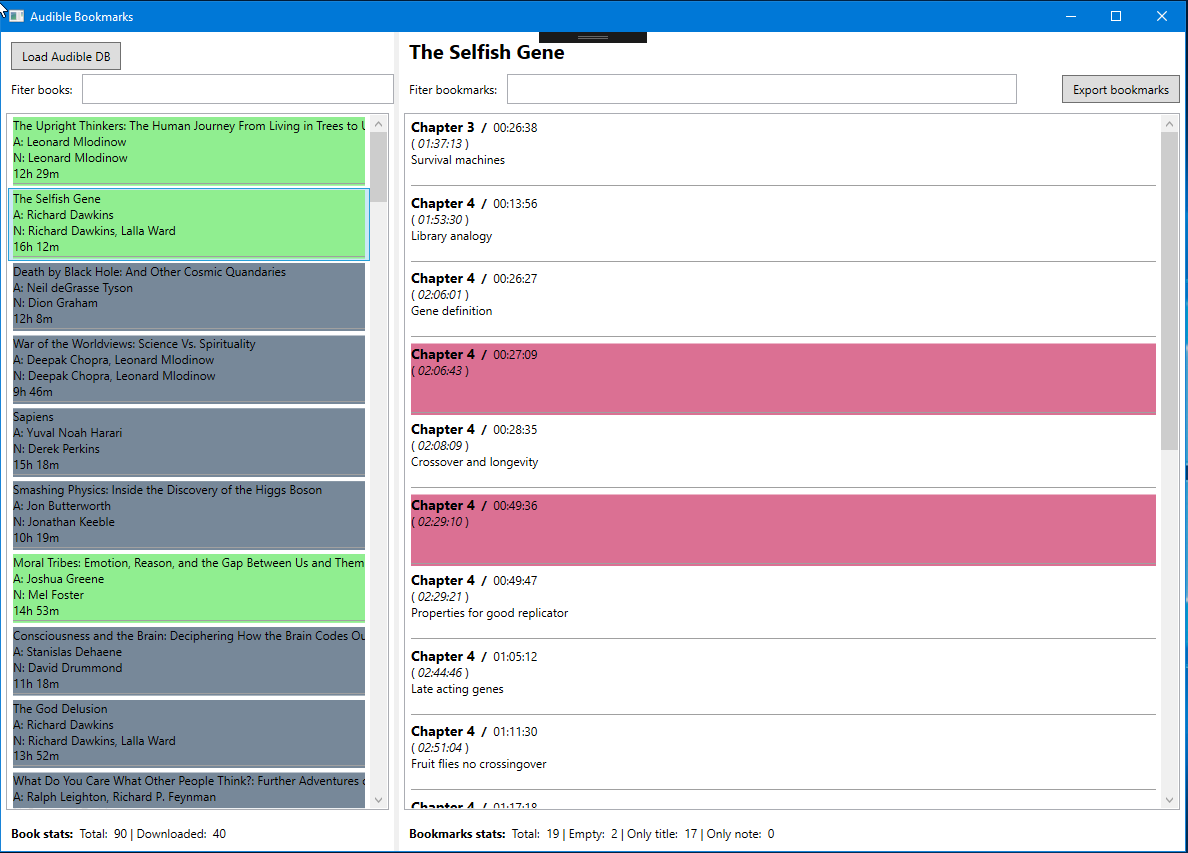 Audible Bookmarks
Load Audible DB
Fiter books:
The Upright Thinkers: The Human Journey From Living in Trees to
A: Leonard Mlodinow
N: Leonard Mlodinow
12h 29m
The Selfish Gene
A: Richard Dawkins
N: Richard Dawkins, Lalla Ward
16h 12m
Death by Black Hole: And Other Cosmic Quandaries
A: Neil deGrasse Tyson
N: Dion Graham
12h 8m
War of the Worldviews: Science Vs. Spirituality
A: Deepak Chopra, Leonard Mlodinow
N: Deepak Chopra, Leonard Mlodinow
9h 46m
Sapiens
A: Yuval Noah Harari
N: Derek Perkins
15h 18m
Smashing Physics: Inside the Discovery of the Higgs Boson
A: Jon Butterworth
N: Jonathan Keeble
10h 19m
Moral Tribes: Emotion, Reason, and the Gap Between Us and Them
A: Joshua Greene
N: Mel Foster
14h 53m
Consciousness and the Brain: Deciphering How the Brain Codes
A: Stanislas Dehaene
N: David Drummond
11h 18m
The God Delusion
A: Richard Dawkins
N: Richard Dawkins, Lalla Ward
13h 52m
What Do You Care What Other People Think?: Further Adventures
A: Ralph Leighton, Richard P. Feynman
Book stats: Total: 90 | Downloaded: 40
The Selfish Gene
Fiter bookmarks:
Export bookmarks
Chapter 3 / 00:26:38
( 01:37:13 )
Survival machines
Chapter 4 / 00:13:56
( 01:53:30 )
Library analogy
Chapter 4 / 00:26:27
( 02:06:01 )
Gene definition
Chapter 4 / 00:27:09
( 02:06:43 )
Chapter 4 / 00:28:35
( 02:08:09 )
Crossover and longevity
Chapter 4 / 00:49:36
( 02:29:10 )
Chapter 4 / 00:49:47
( 02:29:21 )
Properties for good replicator
Chapter 4 / 01:05:12
( 02:44:46 )
Late acting genes
Chapter 4 / 01:11:30
( 02:51:04 )
Fruit flies no crossingover
Chapter 4 / 01:17:18
Bookmarks stats: Total: 19 | Empty: 2 | Only title: 17 | Only note: 0